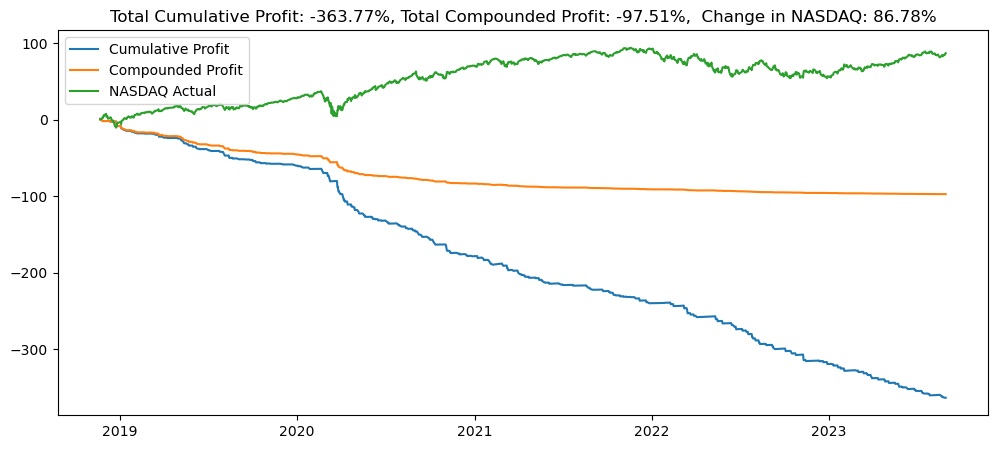 Total Cumulative Profit: -363.77%, Total Compounded Profit: -97.51%,  Change in NASDAQ: 86.78%
Cumulative Profit
Compounded Profit
NASDAQ Actual
100
0
−100
−200
−300
2019
2020
2021
2022
2023